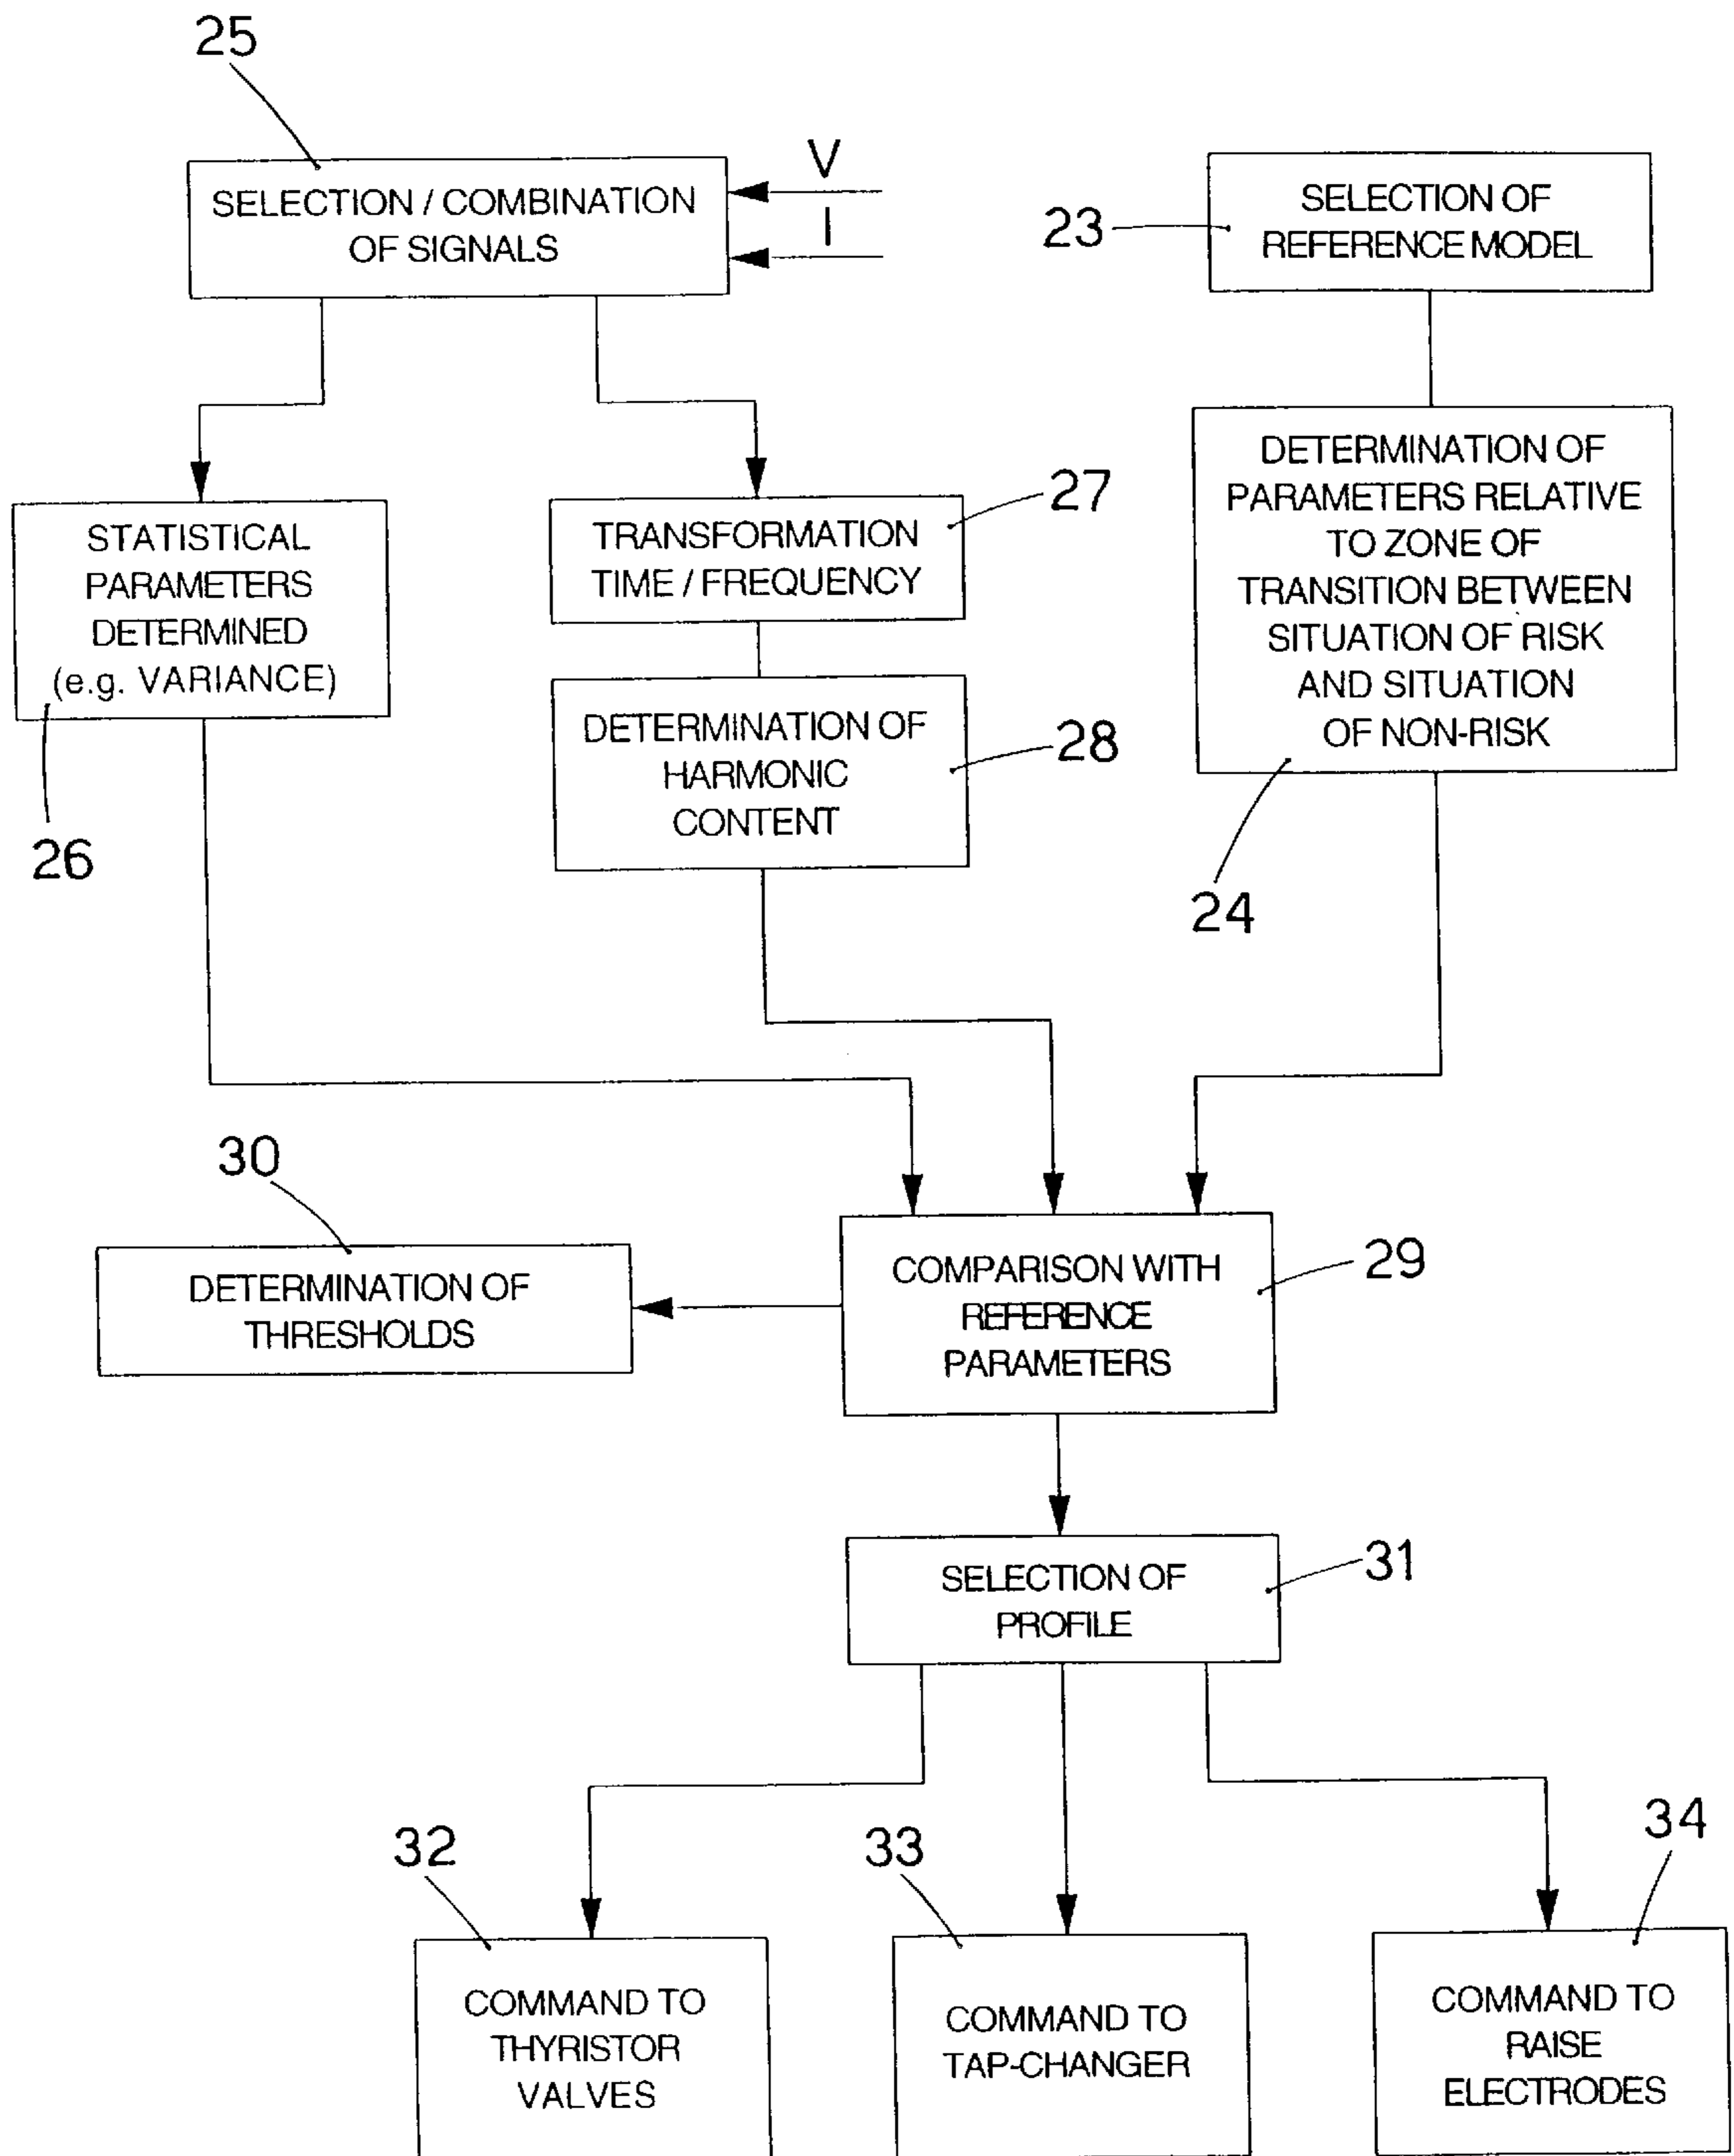 25
V
I
SELECTION / COMBINATION
OF SIGNALS
23
SELECTION OF
REFERENCE MODEL
STATISTICAL
PARAMETERS
DETERMINED
(e.g. VARIANCE)
26
27
TRANSFORMATION
TIME / FREQUENCY
DETERMINATION OF
HARMONIC
CONTENT
28
DETERMINATION OF
PARAMETERS RELATIVE
TO ZONE OF
TRANSITION BETWEEN
SITUATION OF RISK
AND SITUATION
OF NON-RISK
24
30
DETERMINATION OF
THRESHOLDS
COMPARISON WITH
REFERENCE
PARAMETERS
29
SELECTION OF
PROFILE
31
32
COMMAND TO
THYRISTOR
VALVES
33
COMMAND TO
TAP-CHANGER
34
COMMAND TO
RAISE
ELECTRODES